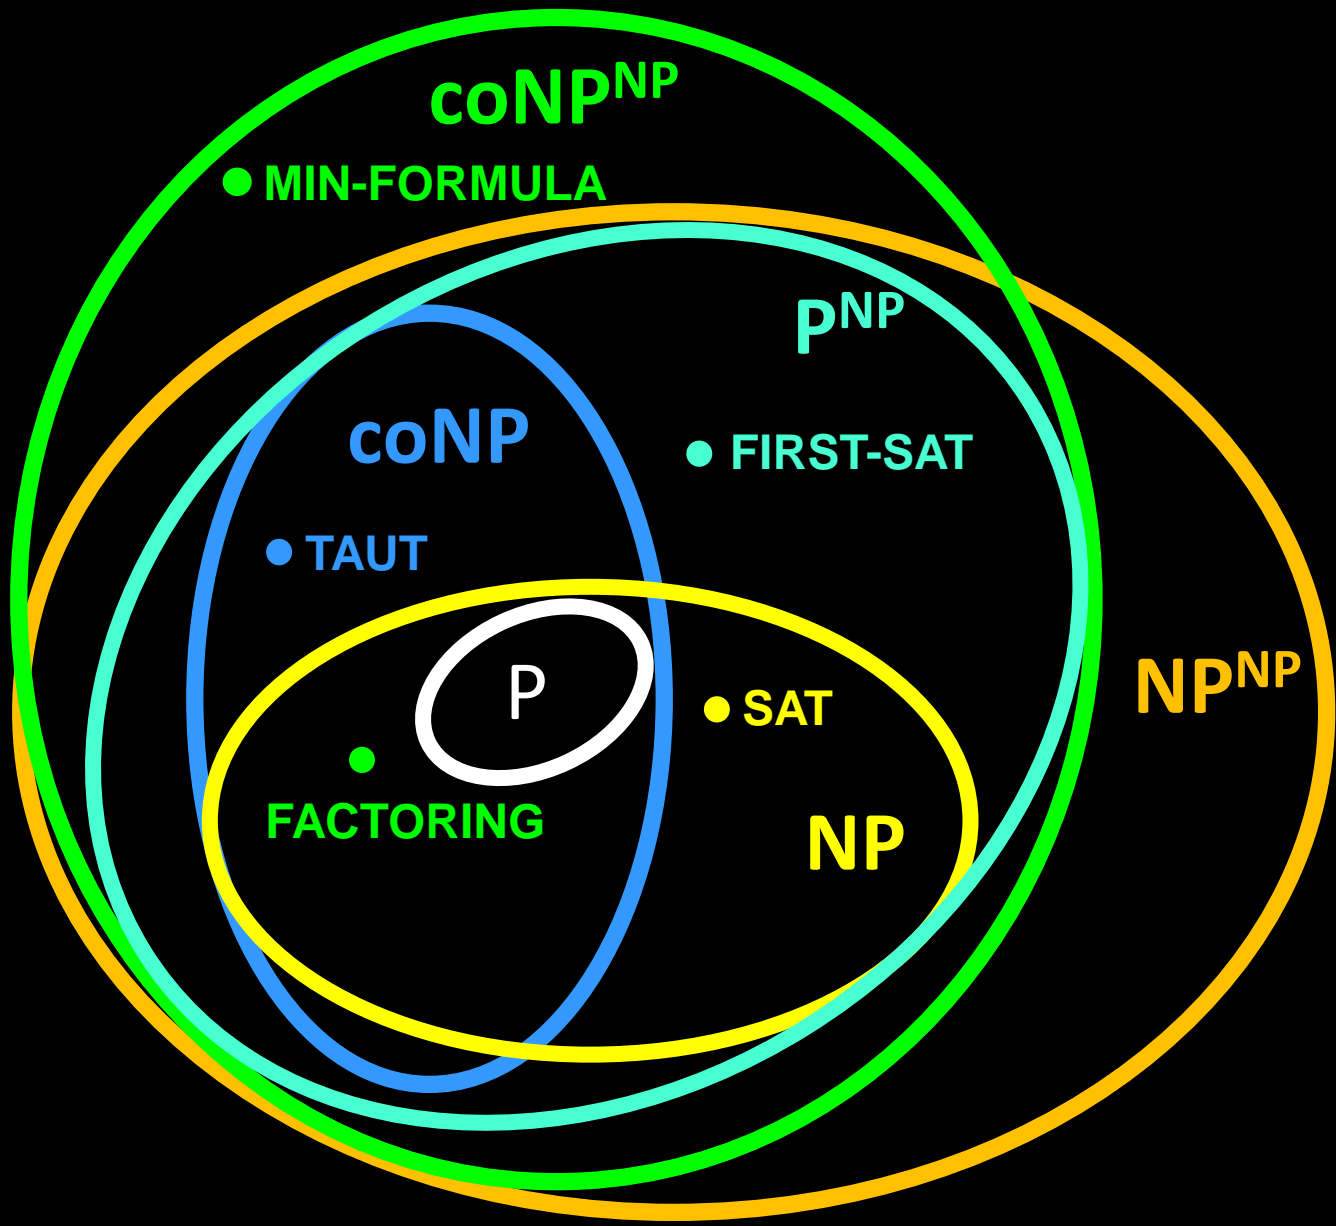 coNP^NP
MIN-FORMULA
P^NP
coNP
FIRST-SAT
TAUT
P
NP^NP
SAT
FACTORING
NP